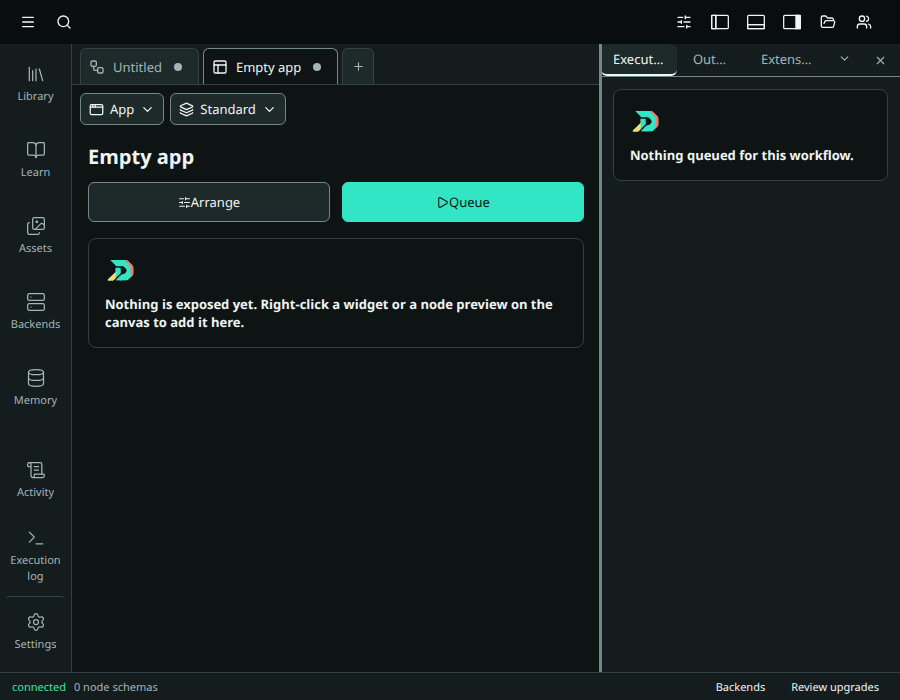 Untitled
Empty app
Execut...
Out...
Extens...
Library
Learn
Assets
Backends
Memory
Activity
Execution log
Settings
App
Standard
Empty app
Arrange
Queue
Nothing is exposed yet. Right-click a widget or a node preview on the
canvas to add it here.
Nothing queued for this workflow.
connected
0 node schemas
Backends
Review upgrades